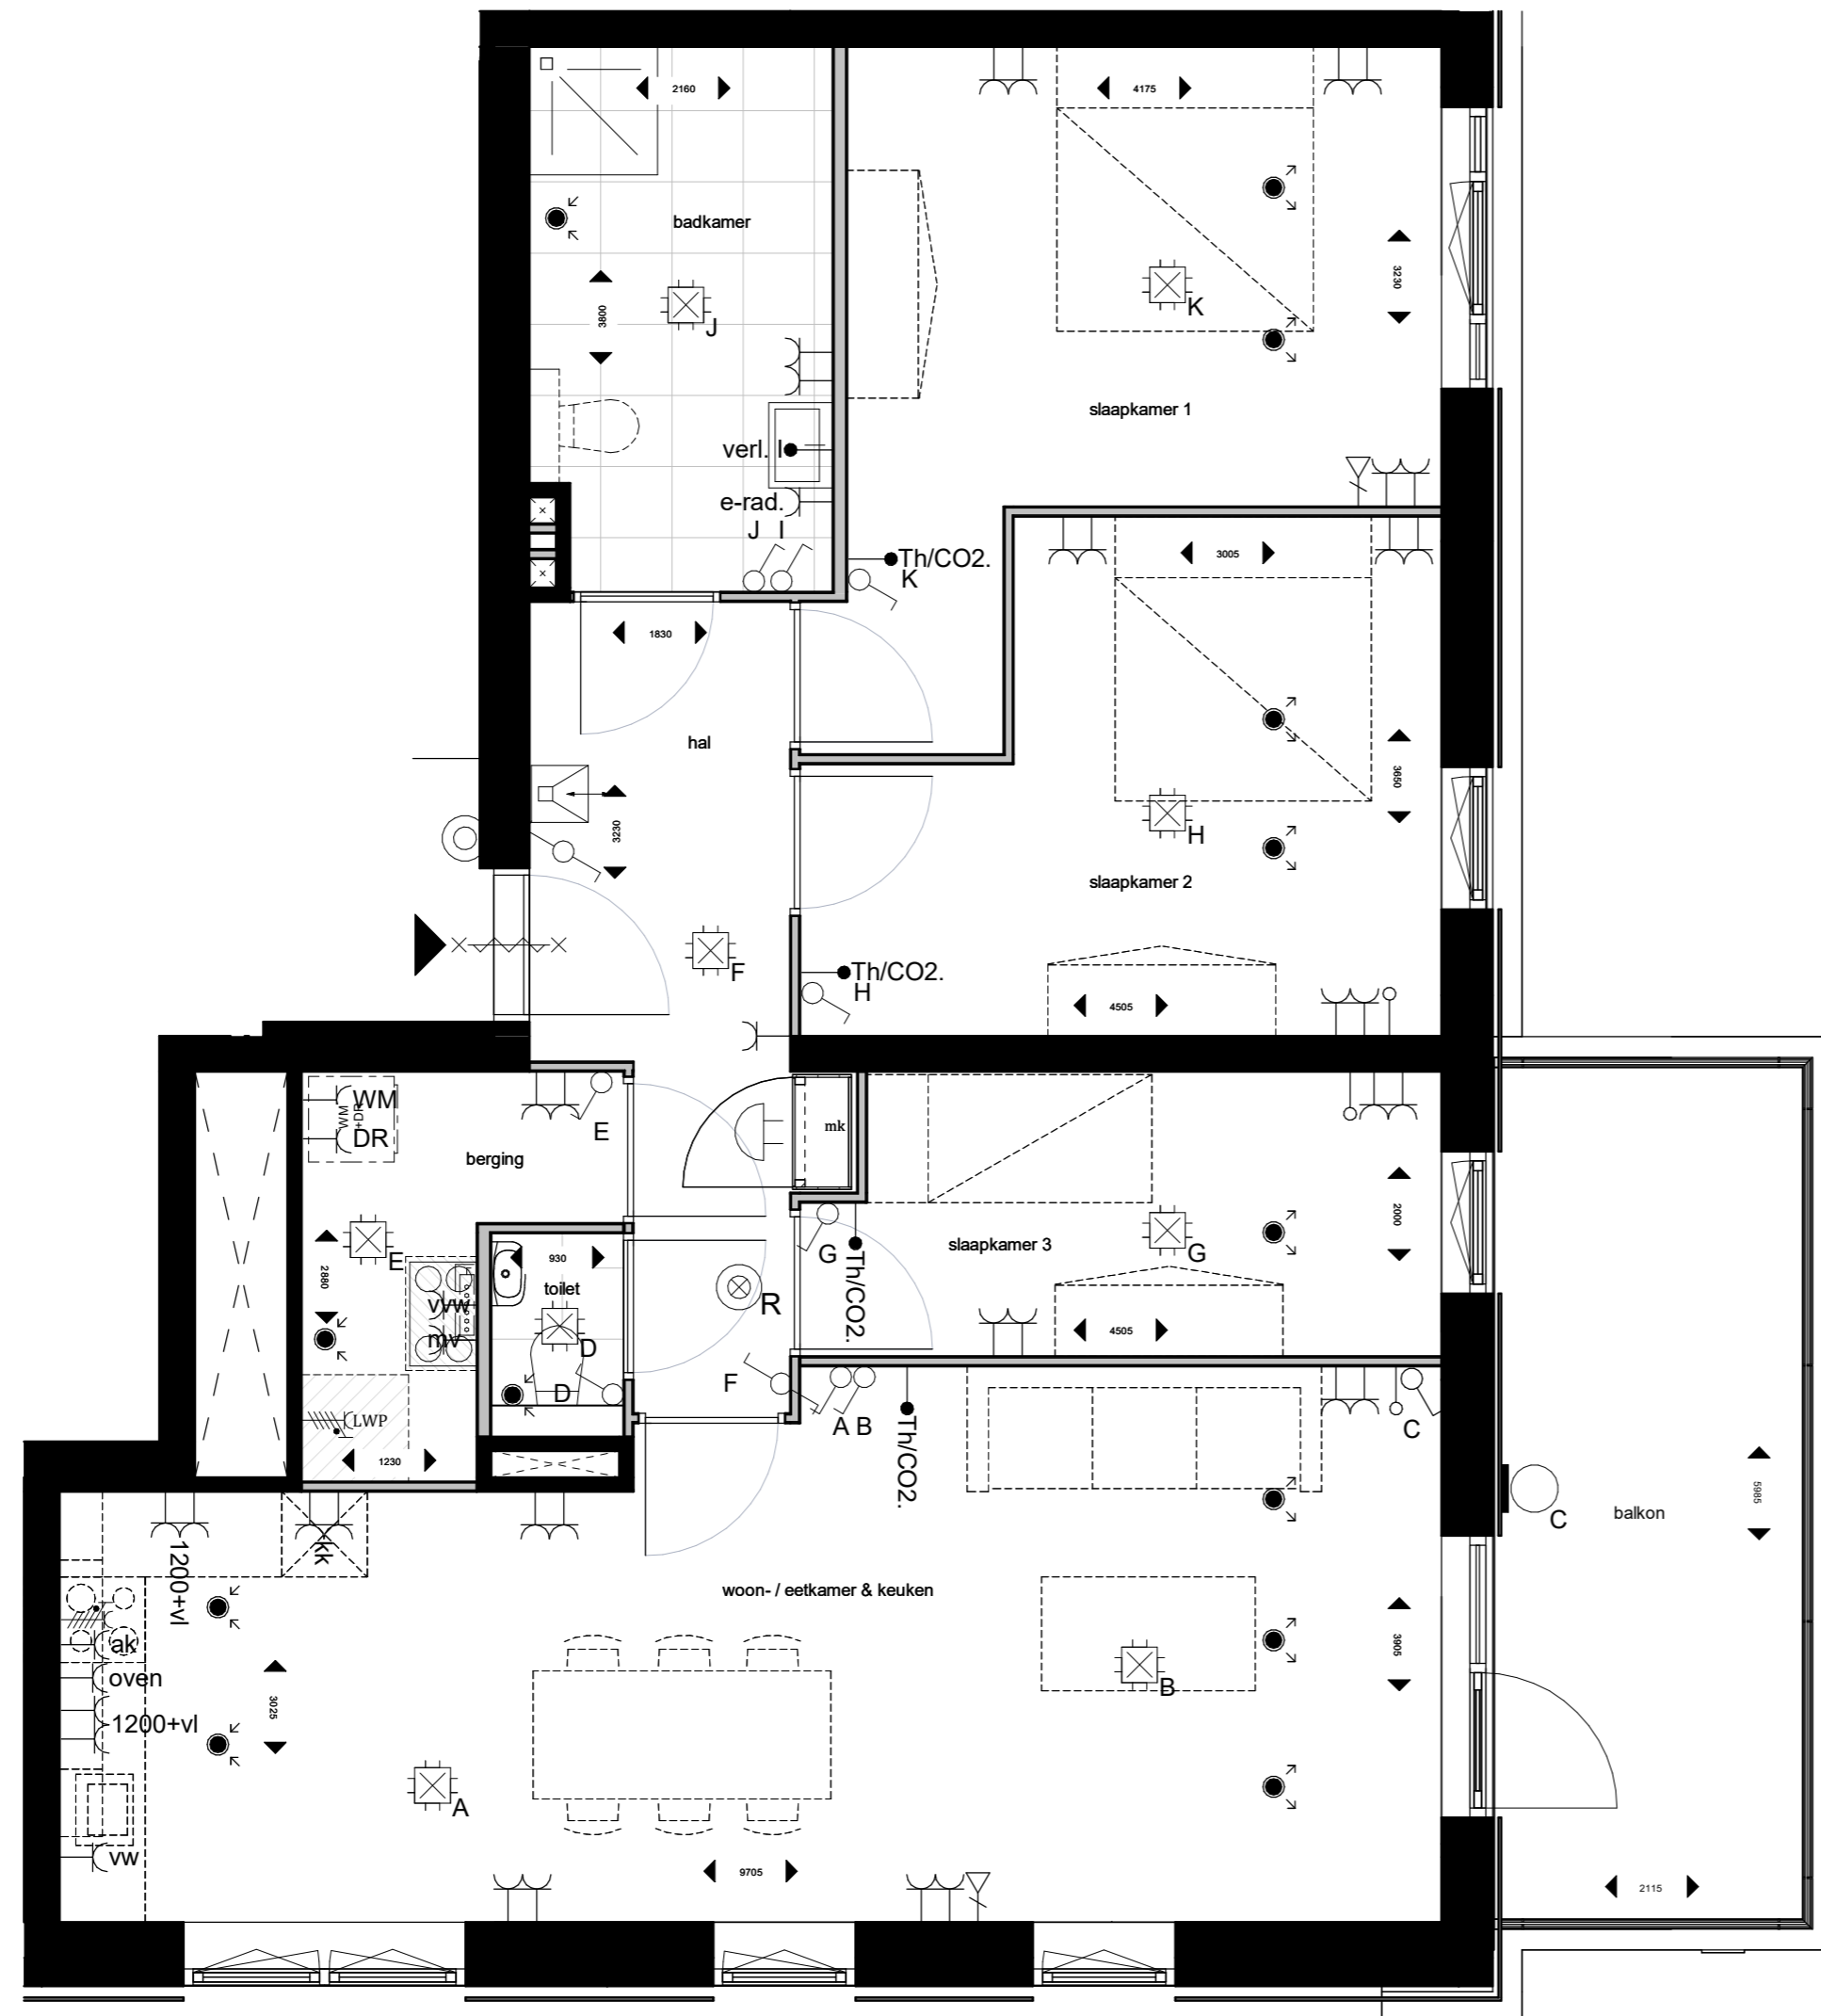 2160
4175
badkamer
3230
K
3800
J
slaapkamer 1
verl. I
e-rad.
J I
3005
Th/CO2.
K
1830
hal
3650
3230
H
slaapkamer 2
F
Th/CO2.
H
4505
WM
WM
+DR
DR
E
mk
berging
2000
G
slaapkamer 3
G
Th/CO2.
930
toilet
E
2880
vvw
mv
R
D
D
4505
F
A B
Th/CO2.
C
LWP
1230
5985
C
balkon
1200+vl
kk
woon- / eetkamer & keuken
3905
ak
oven
B
3025
1200+vl
A
vw
9705
2115